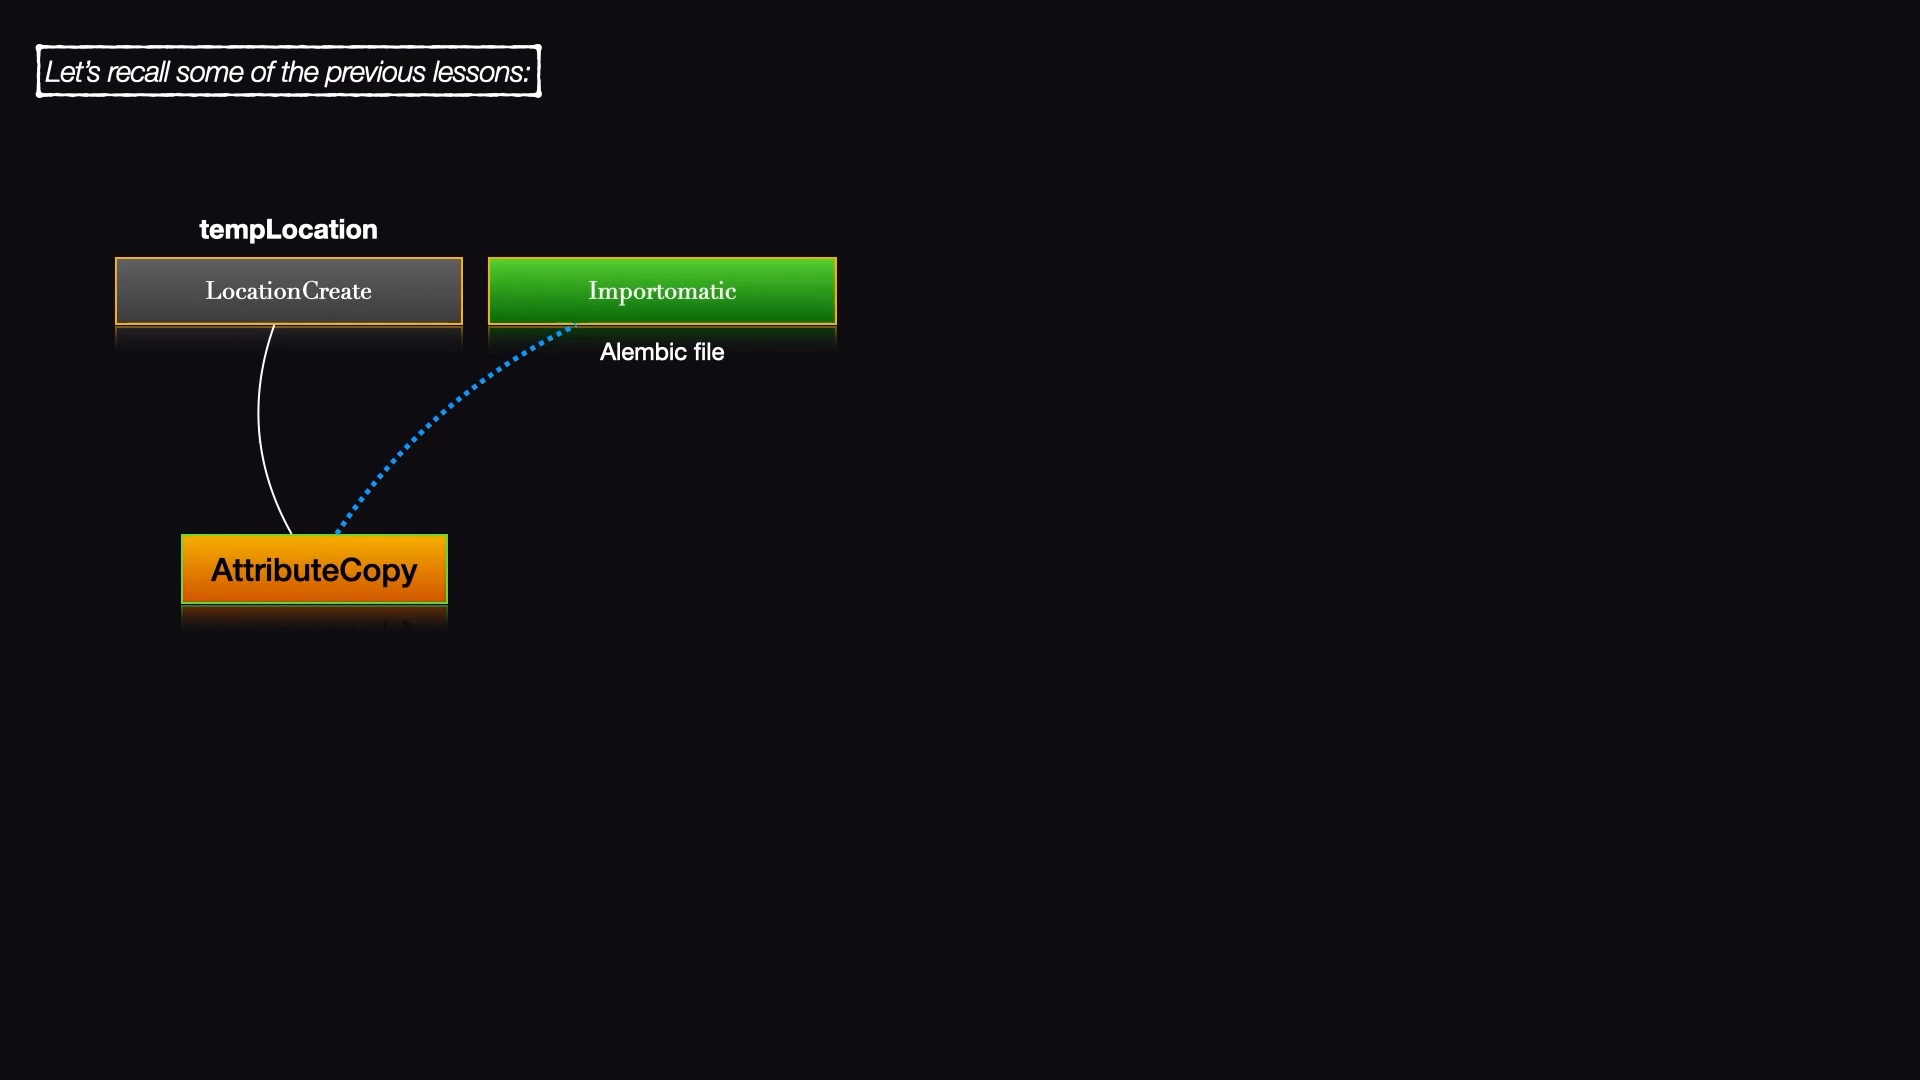 Let’s recall some of the previous lessons:
tempLocation
LocationCreate
Importomatic
Alembic file
AttributeCopy